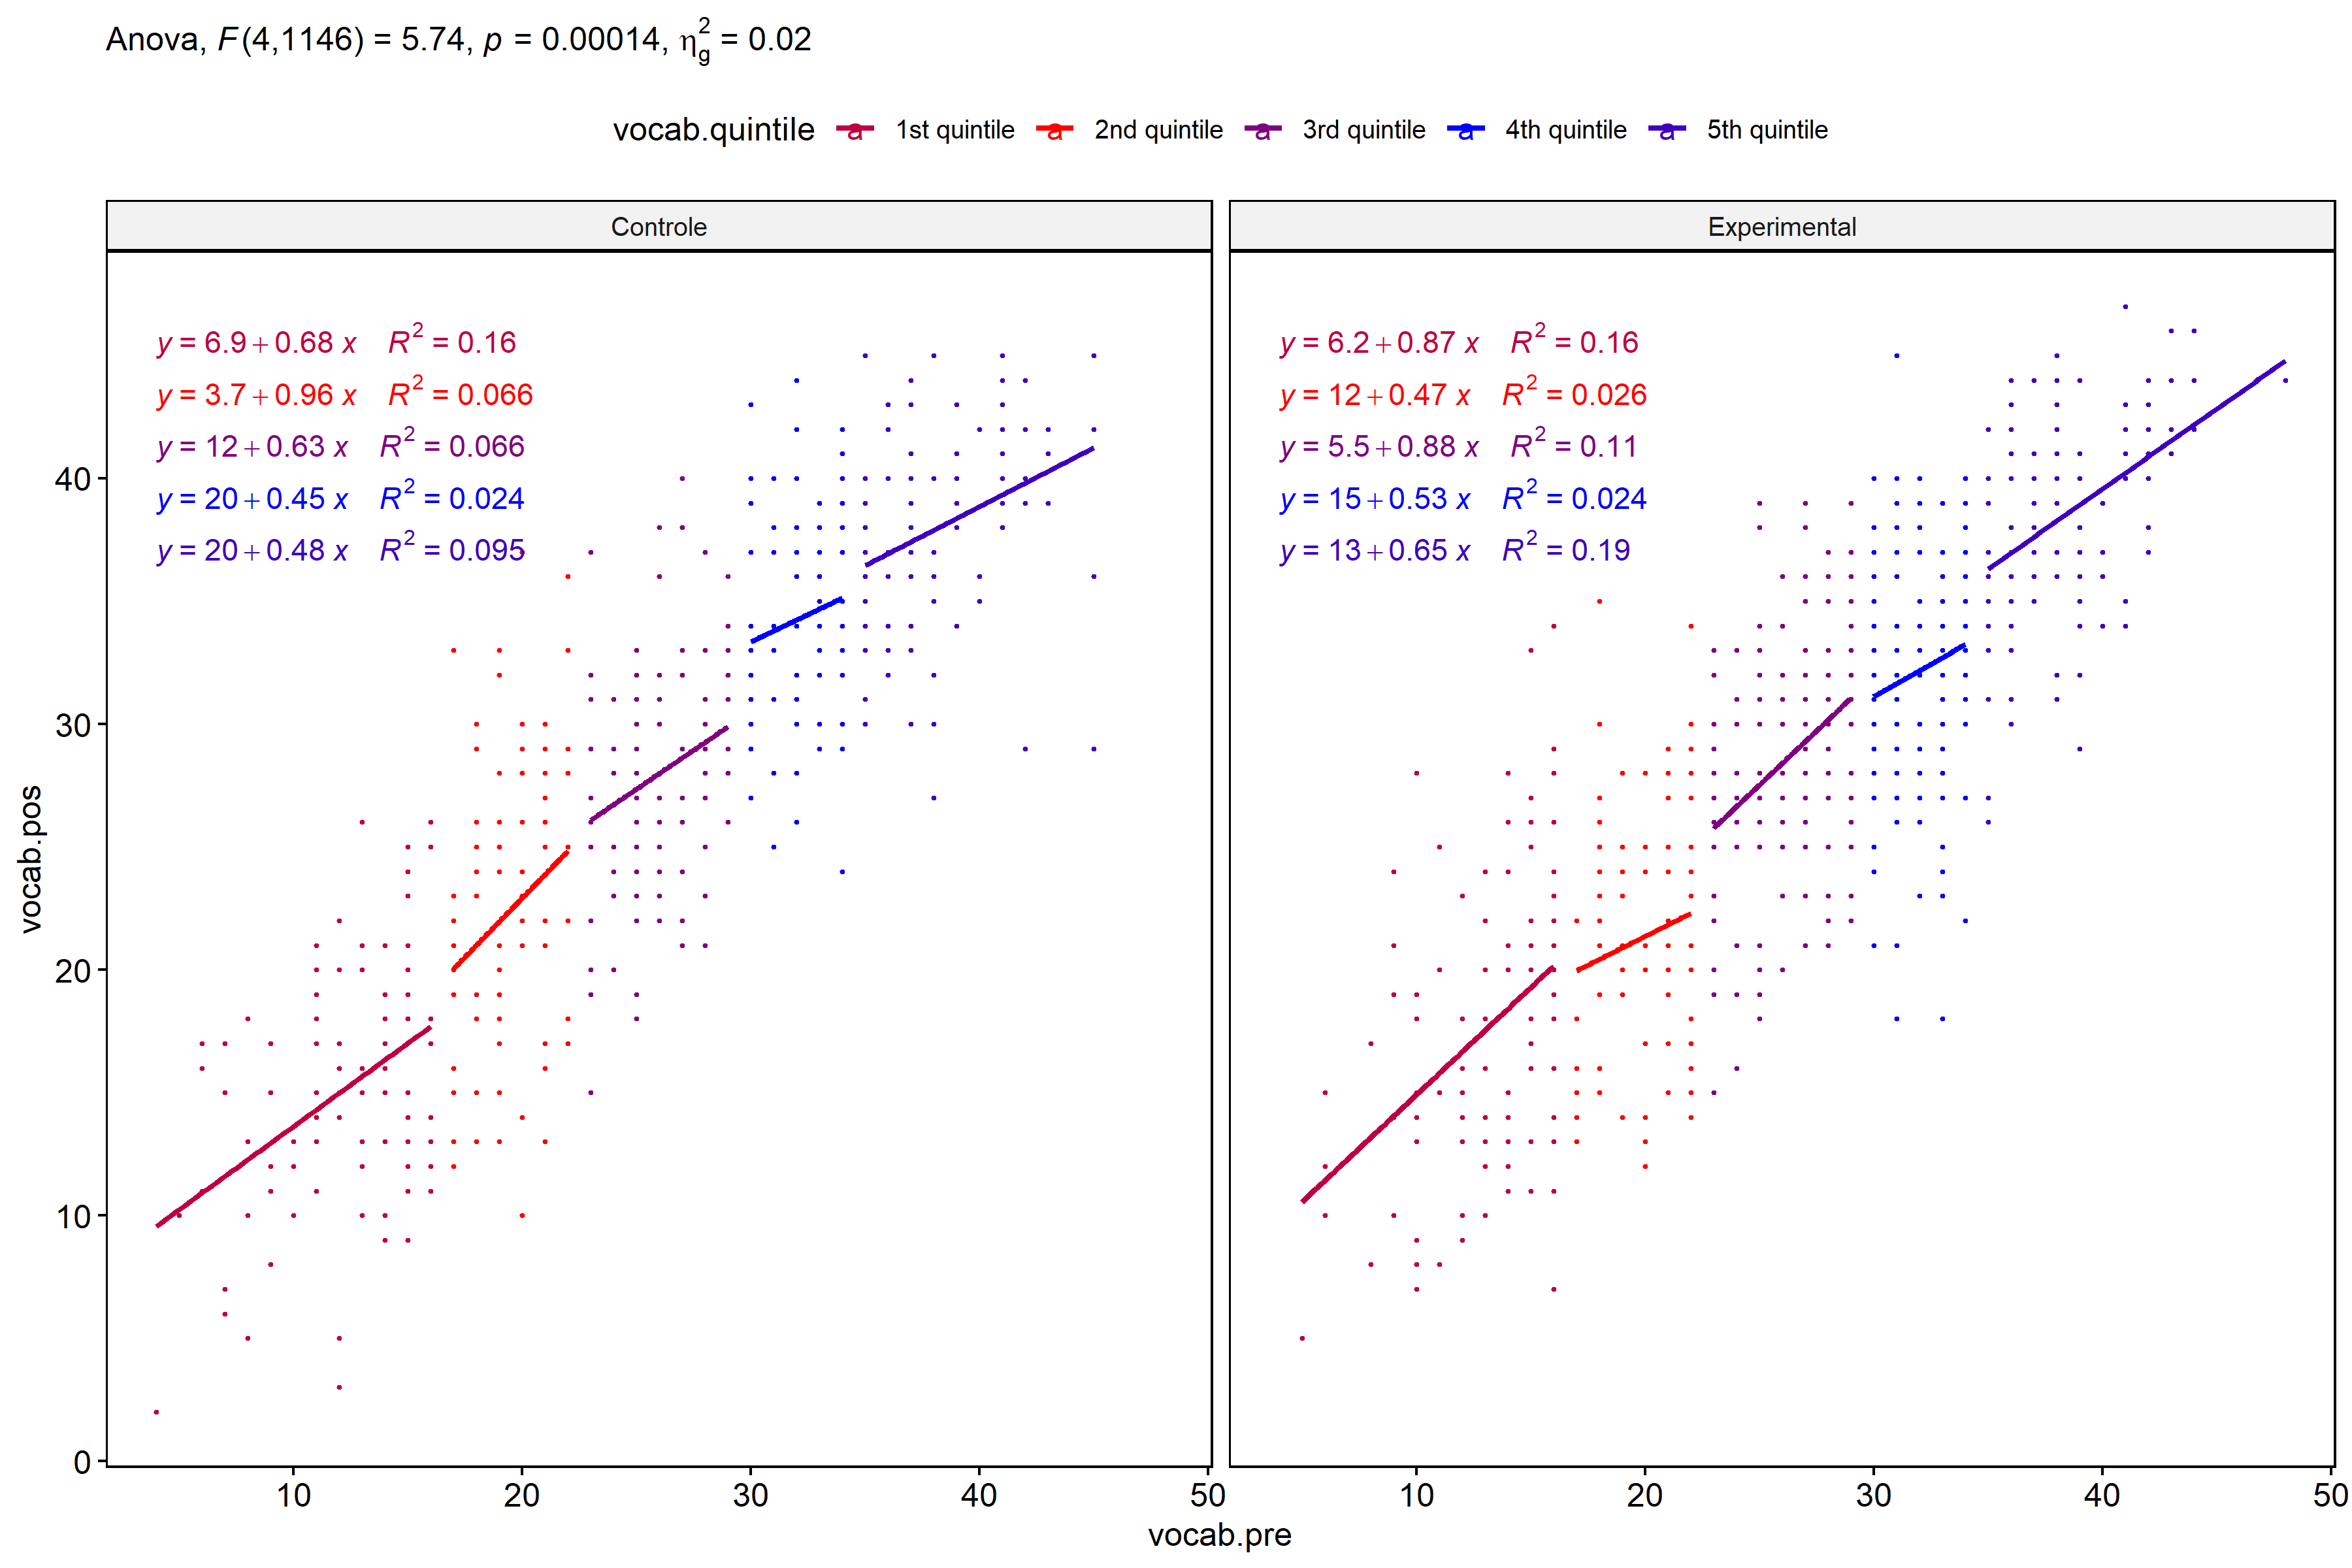 Anova, F(4,1146) = 5.74, p = 0.00014, η²g = 0.02
vocab.quintile a 1st quintile a 2nd quintile a 3rd quintile a 4th quintile a 5th quintile
Controle
Experimental
y = 6.9 + 0.68 x R² = 0.16
y = 3.7 + 0.96 x R² = 0.066
y = 12 + 0.63 x R² = 0.066
y = 20 + 0.45 x R² = 0.024
y = 20 + 0.48 x R² = 0.095
y = 6.2 + 0.87 x R² = 0.16
y = 12 + 0.47 x R² = 0.026
y = 5.5 + 0.88 x R² = 0.11
y = 15 + 0.53 x R² = 0.024
y = 13 + 0.65 x R² = 0.19
40
30
20
10
0
vocab.pos
10 20 30 40 50
10 20 30 40 50
vocab.pre